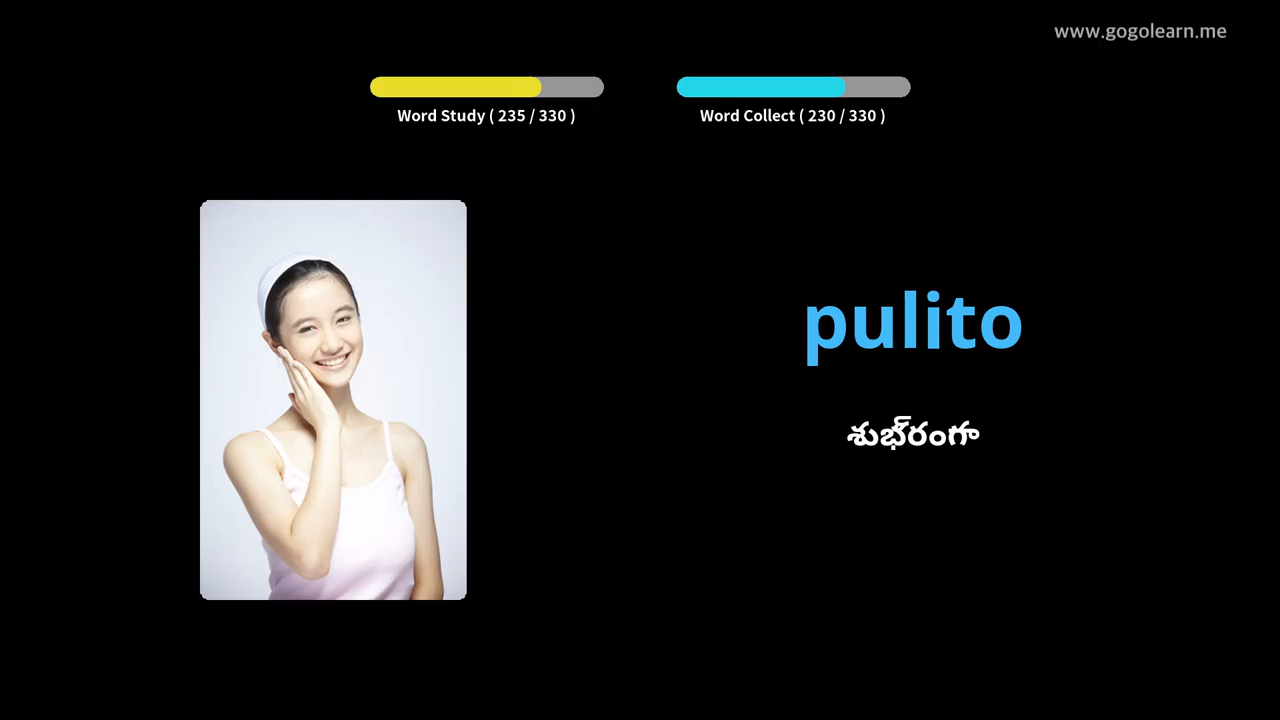 www.gogolearn.me
Word Study ( 235 / 330 )
Word Collect ( 230 / 330 )
pulito
శుభ్రంగా